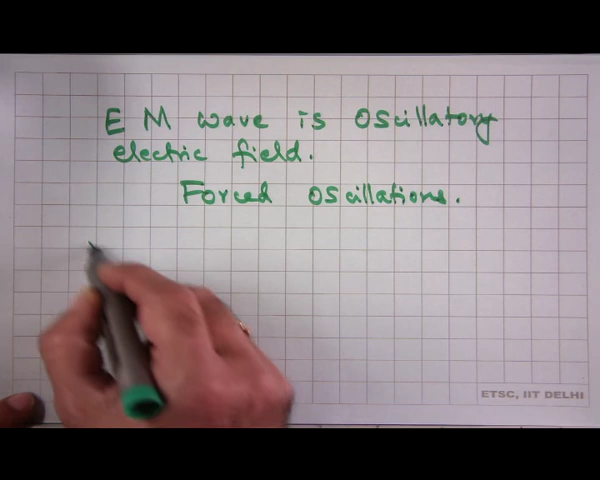 E M wave is Oscillatory
electric field.
Forced oscillations.
ETSC, IIT DELHI